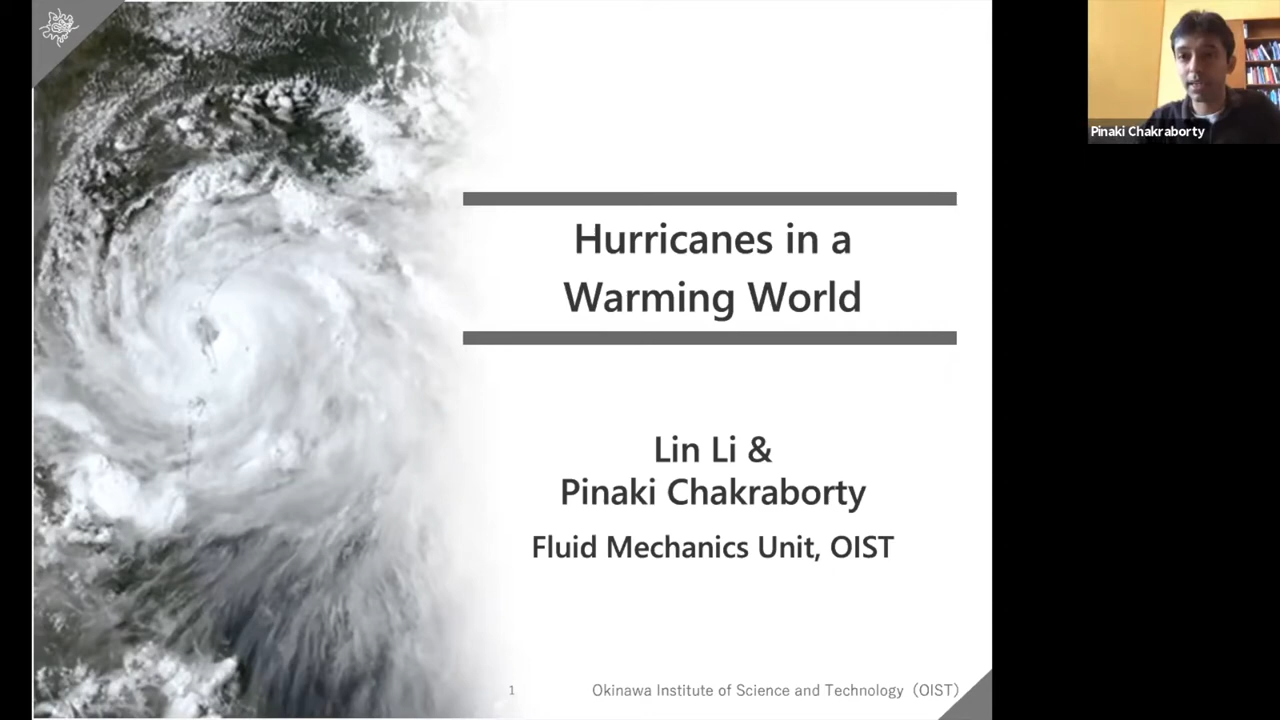 Pinaki Chakraborty
Hurricanes in a
Warming World
Lin Li &
Pinaki Chakraborty
Fluid Mechanics Unit, OIST
1
Okinawa Institute of Science and Technology (OIST)